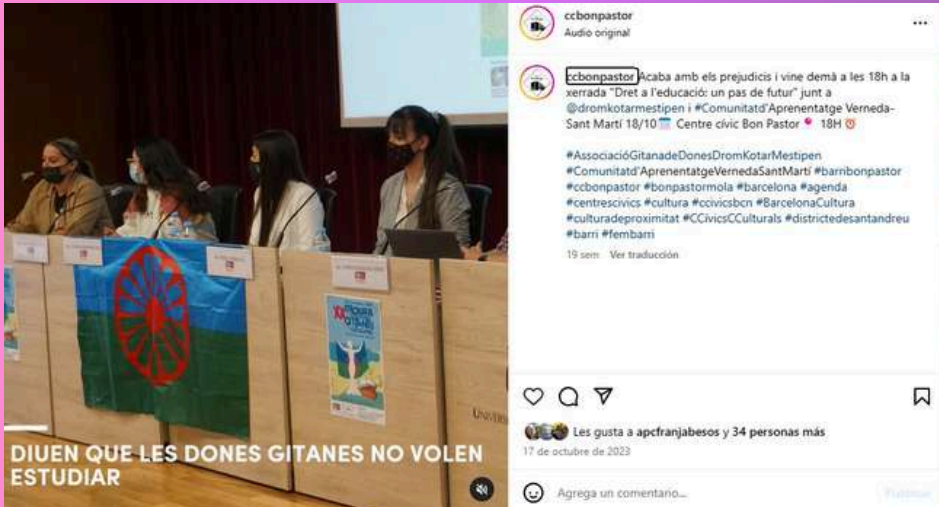 DIUEN QUE LES DONES GITANES NO VOLEN
ESTUDIAR
ccbonpastor
Audio original
ccbonpastor Acaba amb els prejudicis i vine demà a les 18h a la
xerrada "Dret a l'educació: un pas de futur" junt a
@dromkotarmestipen i #Comunitatd'Aprenentatge Verneda-
Sant Martí 18/10 Centre cívic Bon Pastor 18H
#AssociacióGitanadeDonesDromKotarMestipen
#Comunitatd'AprenentatgeVernedaSantMartí #barribonpastor
#ccbonpastor #bonpastormola #barcelona #agenda
#centrescivics #cultura #ccivicsbcn #BarcelonaCultura
#culturadeproximitat #CCívicsCCulturals #districtedesantandreu
#barri #fembarri
19 sem Ver traducción
Les gusta a apcfranjabesos y 34 personas más
17 de octubre de 2023
Agrega un comentario...
Publicar